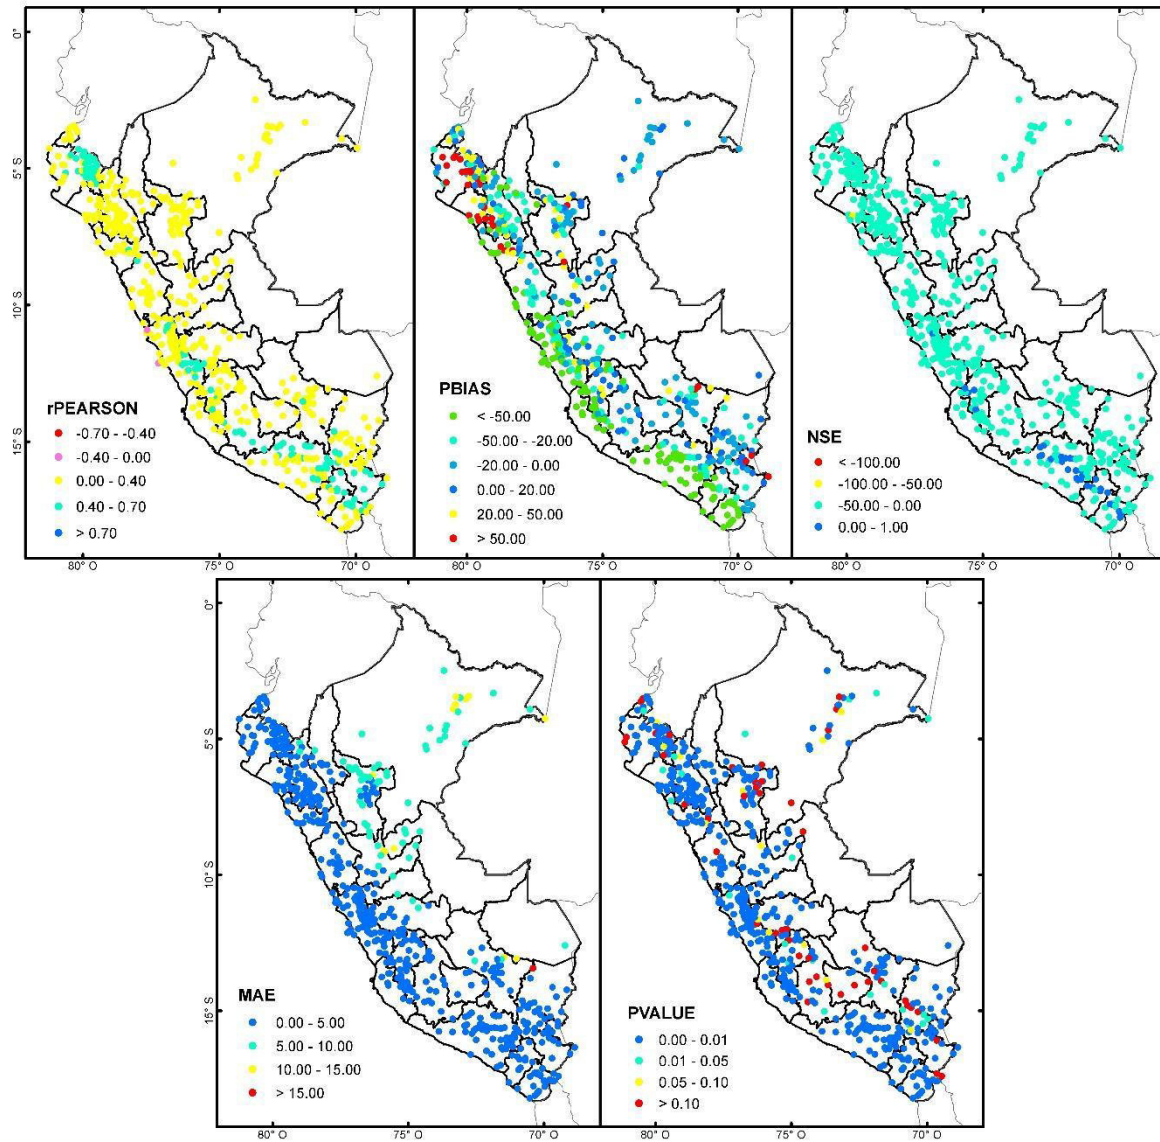 0°
5° S
10° S
15° S
rPEARSON
-0.70 - -0.40
-0.40 - 0.00
0.00 - 0.40
0.40 - 0.70
> 0.70
PBIAS
< -50.00
-50.00 - -20.00
-20.00 - 0.00
0.00 - 20.00
20.00 - 50.00
> 50.00
NSE
< -100.00
-100.00 - -50.00
-50.00 - 0.00
0.00 - 1.00
80° O
75° O
70° O
80° O
75° O
70° O
80° O
75° O
70° O
0°
5° S
10° S
15° S
MAE
0.00 - 5.00
5.00 - 10.00
10.00 - 15.00
> 15.00
PVALUE
0.00 - 0.01
0.01 - 0.05
0.05 - 0.10
> 0.10
80° O
75° O
70° O
80° O
75° O
70° O